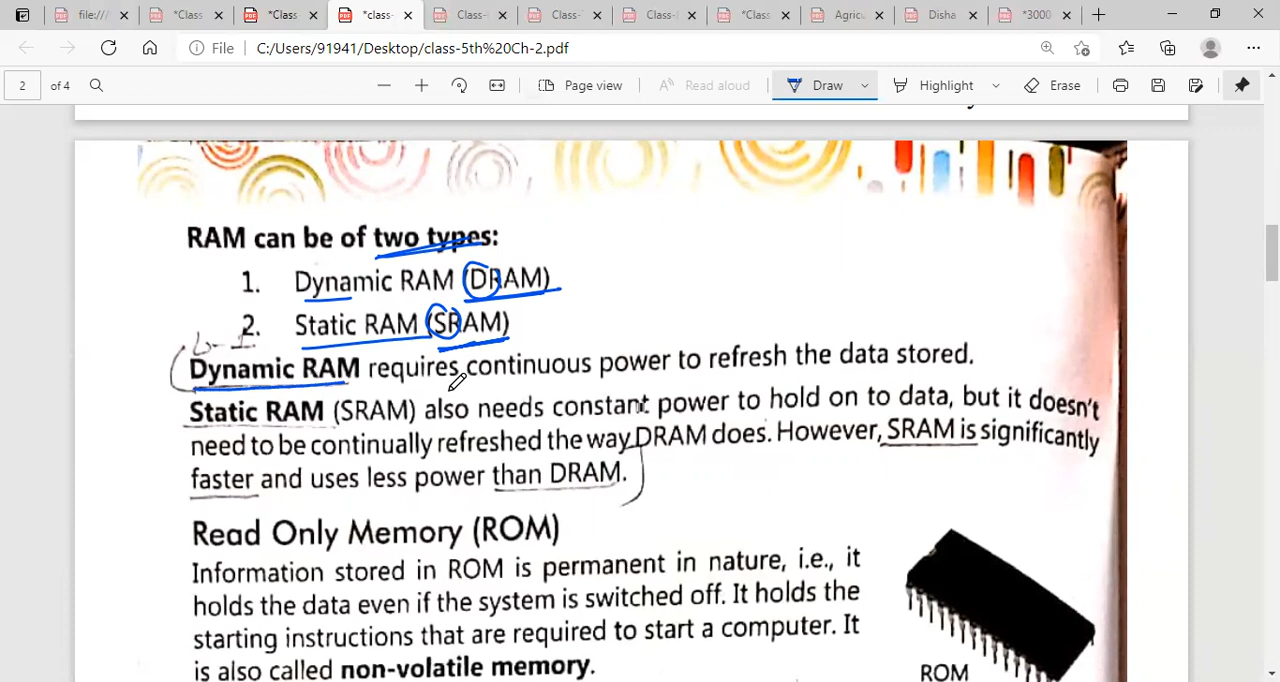 file:///
*Class
*Class-
*class-
Class-
Class-
Class-
*Class
Agricu
Disha
*3000
File
C:/Users/91941/Desktop/class-5th%20Ch-2.pdf
2 of 4
Page view
Read aloud
Draw
Highlight
Erase
RAM can be of two types:
1. Dynamic RAM (DRAM)
2. Static RAM (SRAM)
Dynamic RAM requires continuous power to refresh the data stored.
Static RAM (SRAM) also needs constant power to hold on to data, but it doesn't
need to be continually refreshed the way DRAM does. However, SRAM is significantly
faster and uses less power than DRAM.
Read Only Memory (ROM)
Information stored in ROM is permanent in nature, i.e., it
holds the data even if the system is switched off. It holds the
starting instructions that are required to start a computer. It
is also called non-volatile memory.
ROM